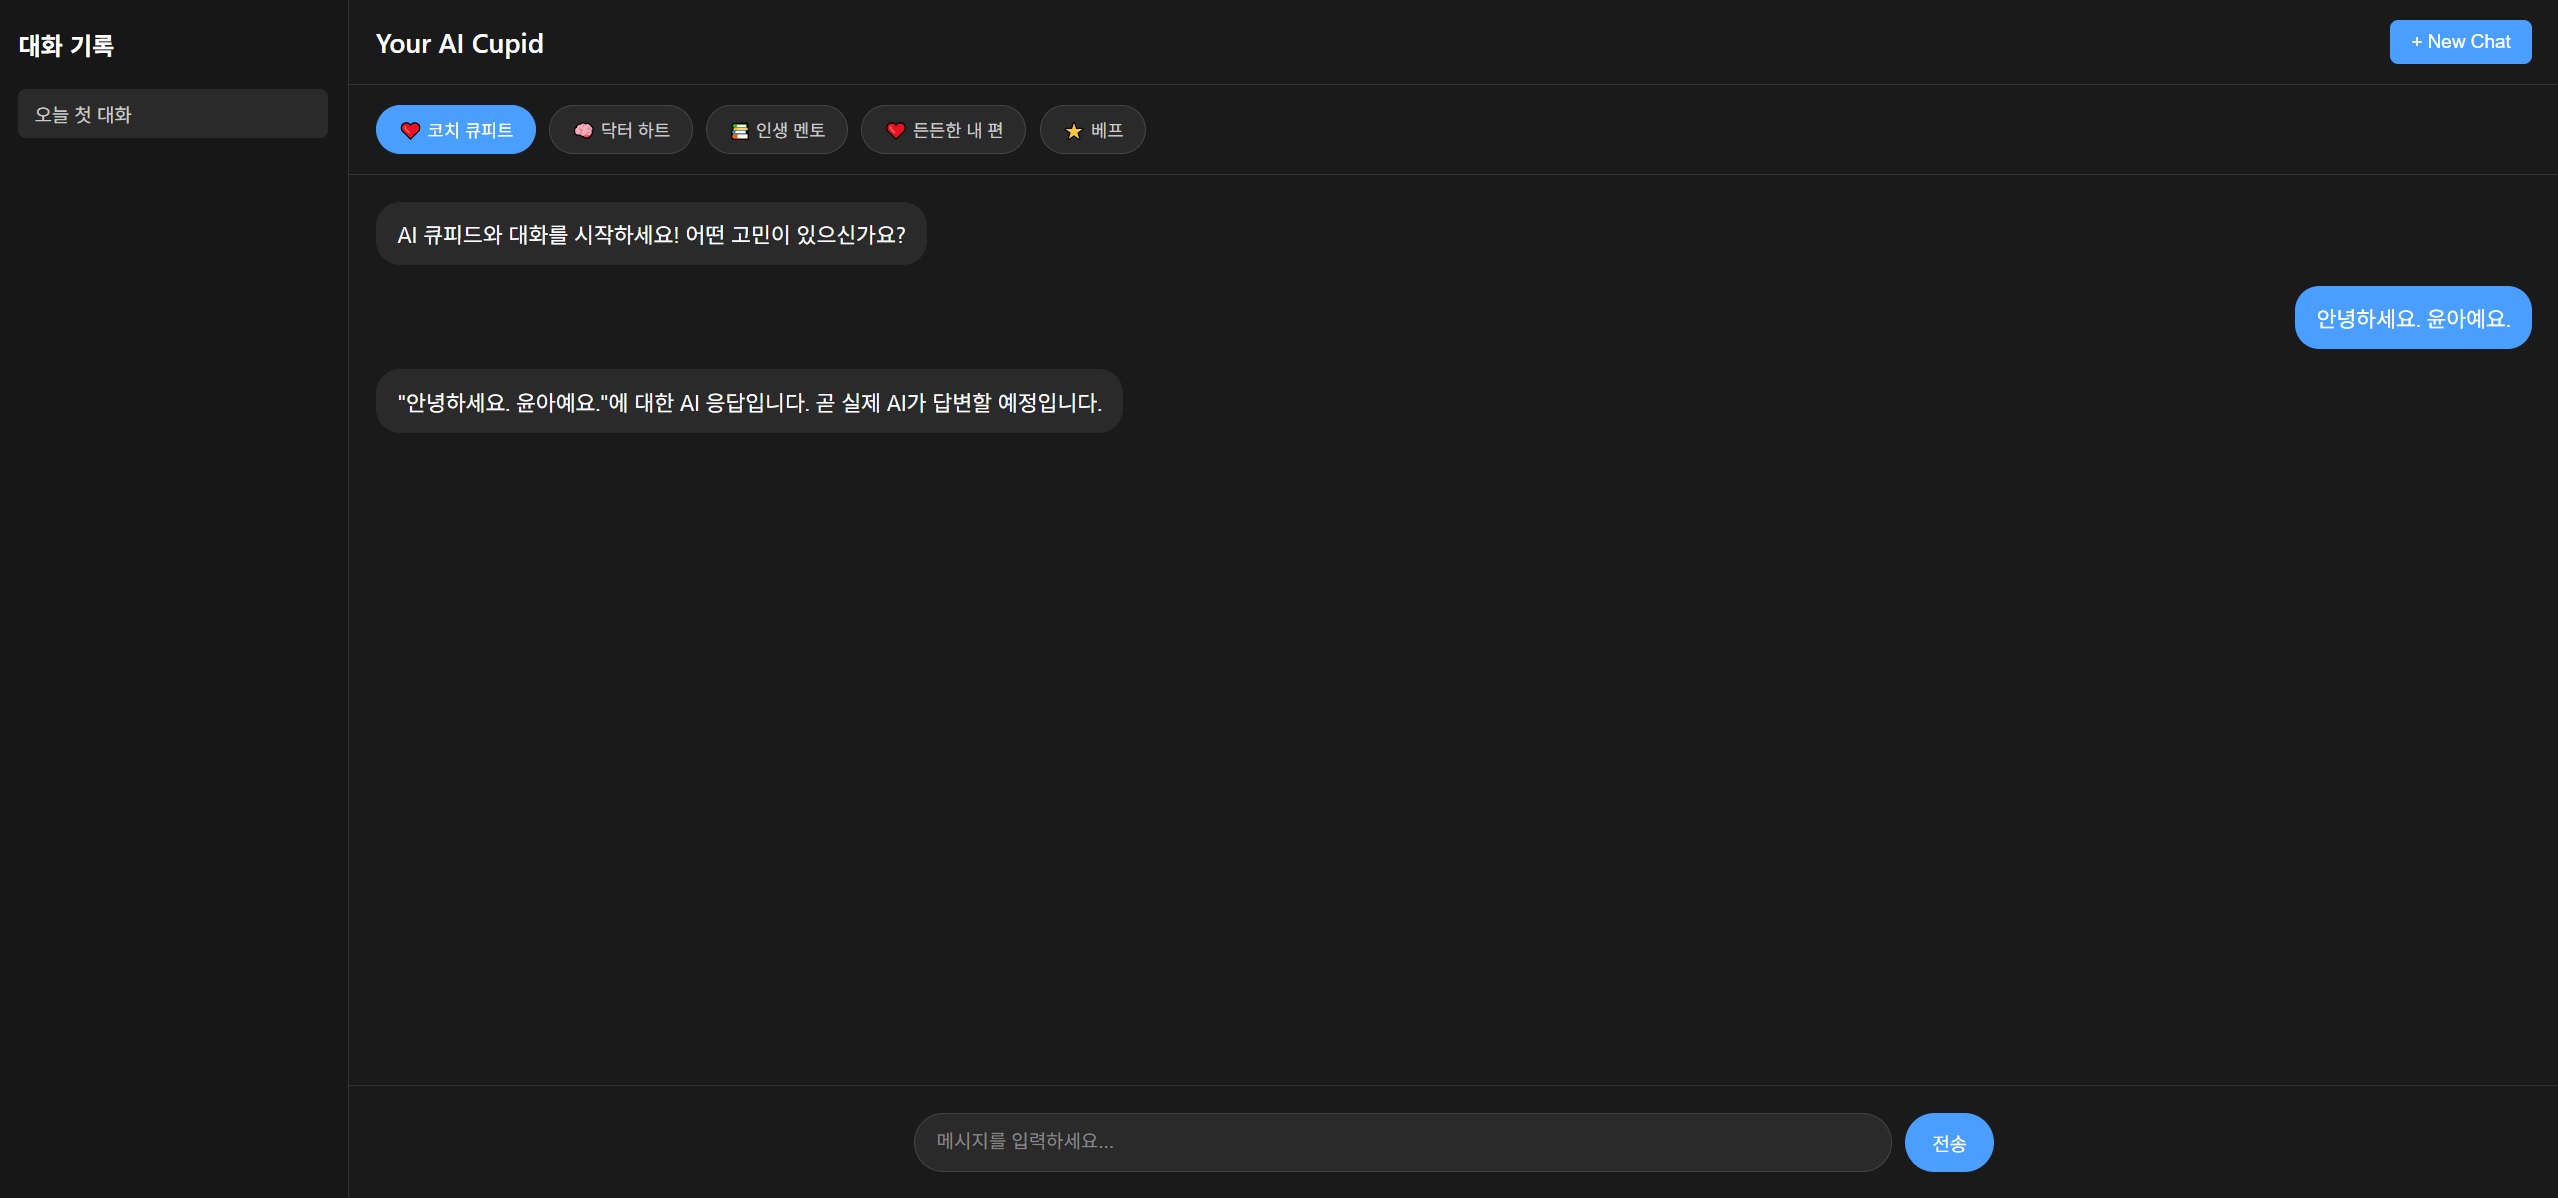 대화 기록
오늘 첫 대화
Your AI Cupid
+ New Chat
코치 큐피트
닥터 하트
인생 멘토
든든한 내 편
베프
AI 큐피드와 대화를 시작하세요! 어떤 고민이 있으신가요?
안녕하세요. 윤아예요.
"안녕하세요. 윤아예요."에 대한 AI 응답입니다. 곧 실제 AI가 답변할 예정입니다.
메시지를 입력하세요...
전송